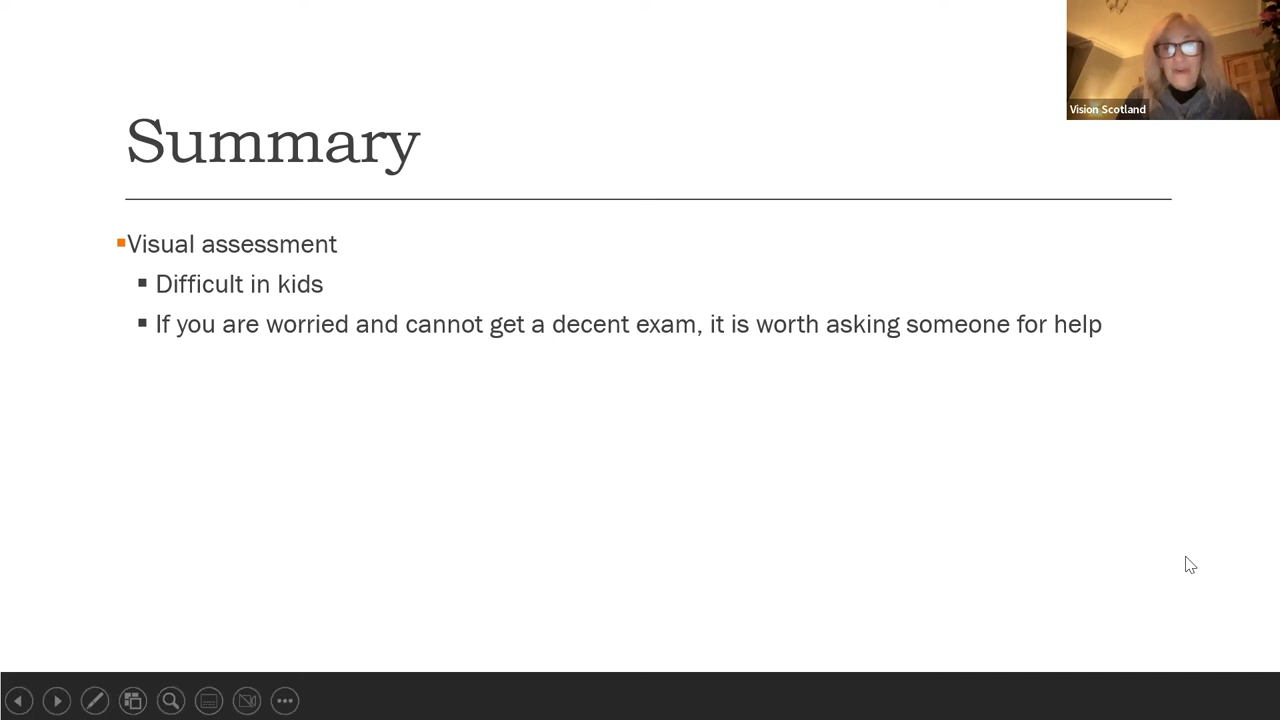 Vision Scotland
Summary
Visual assessment
Difficult in kids
If you are worried and cannot get a decent exam, it is worth asking someone for help